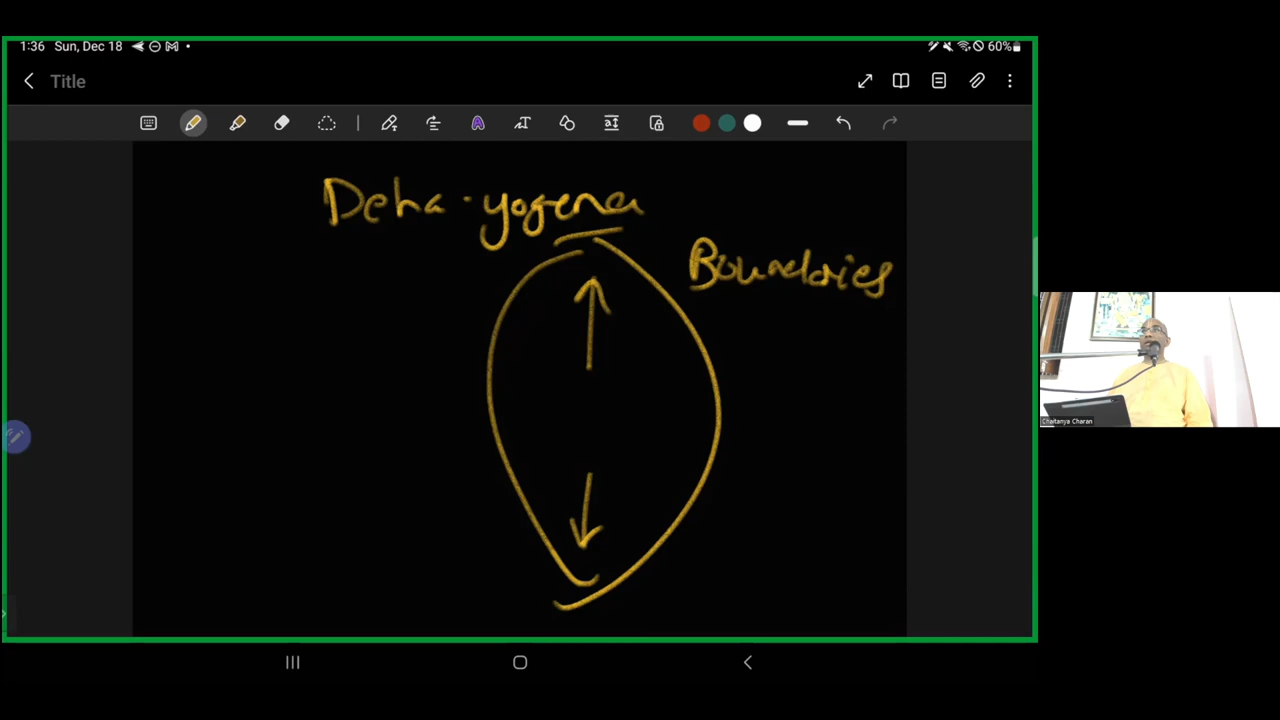 1:36 Sun, Dec 18
60%
Title
Deha-yogena
Boundaries
Chaitanya Charan